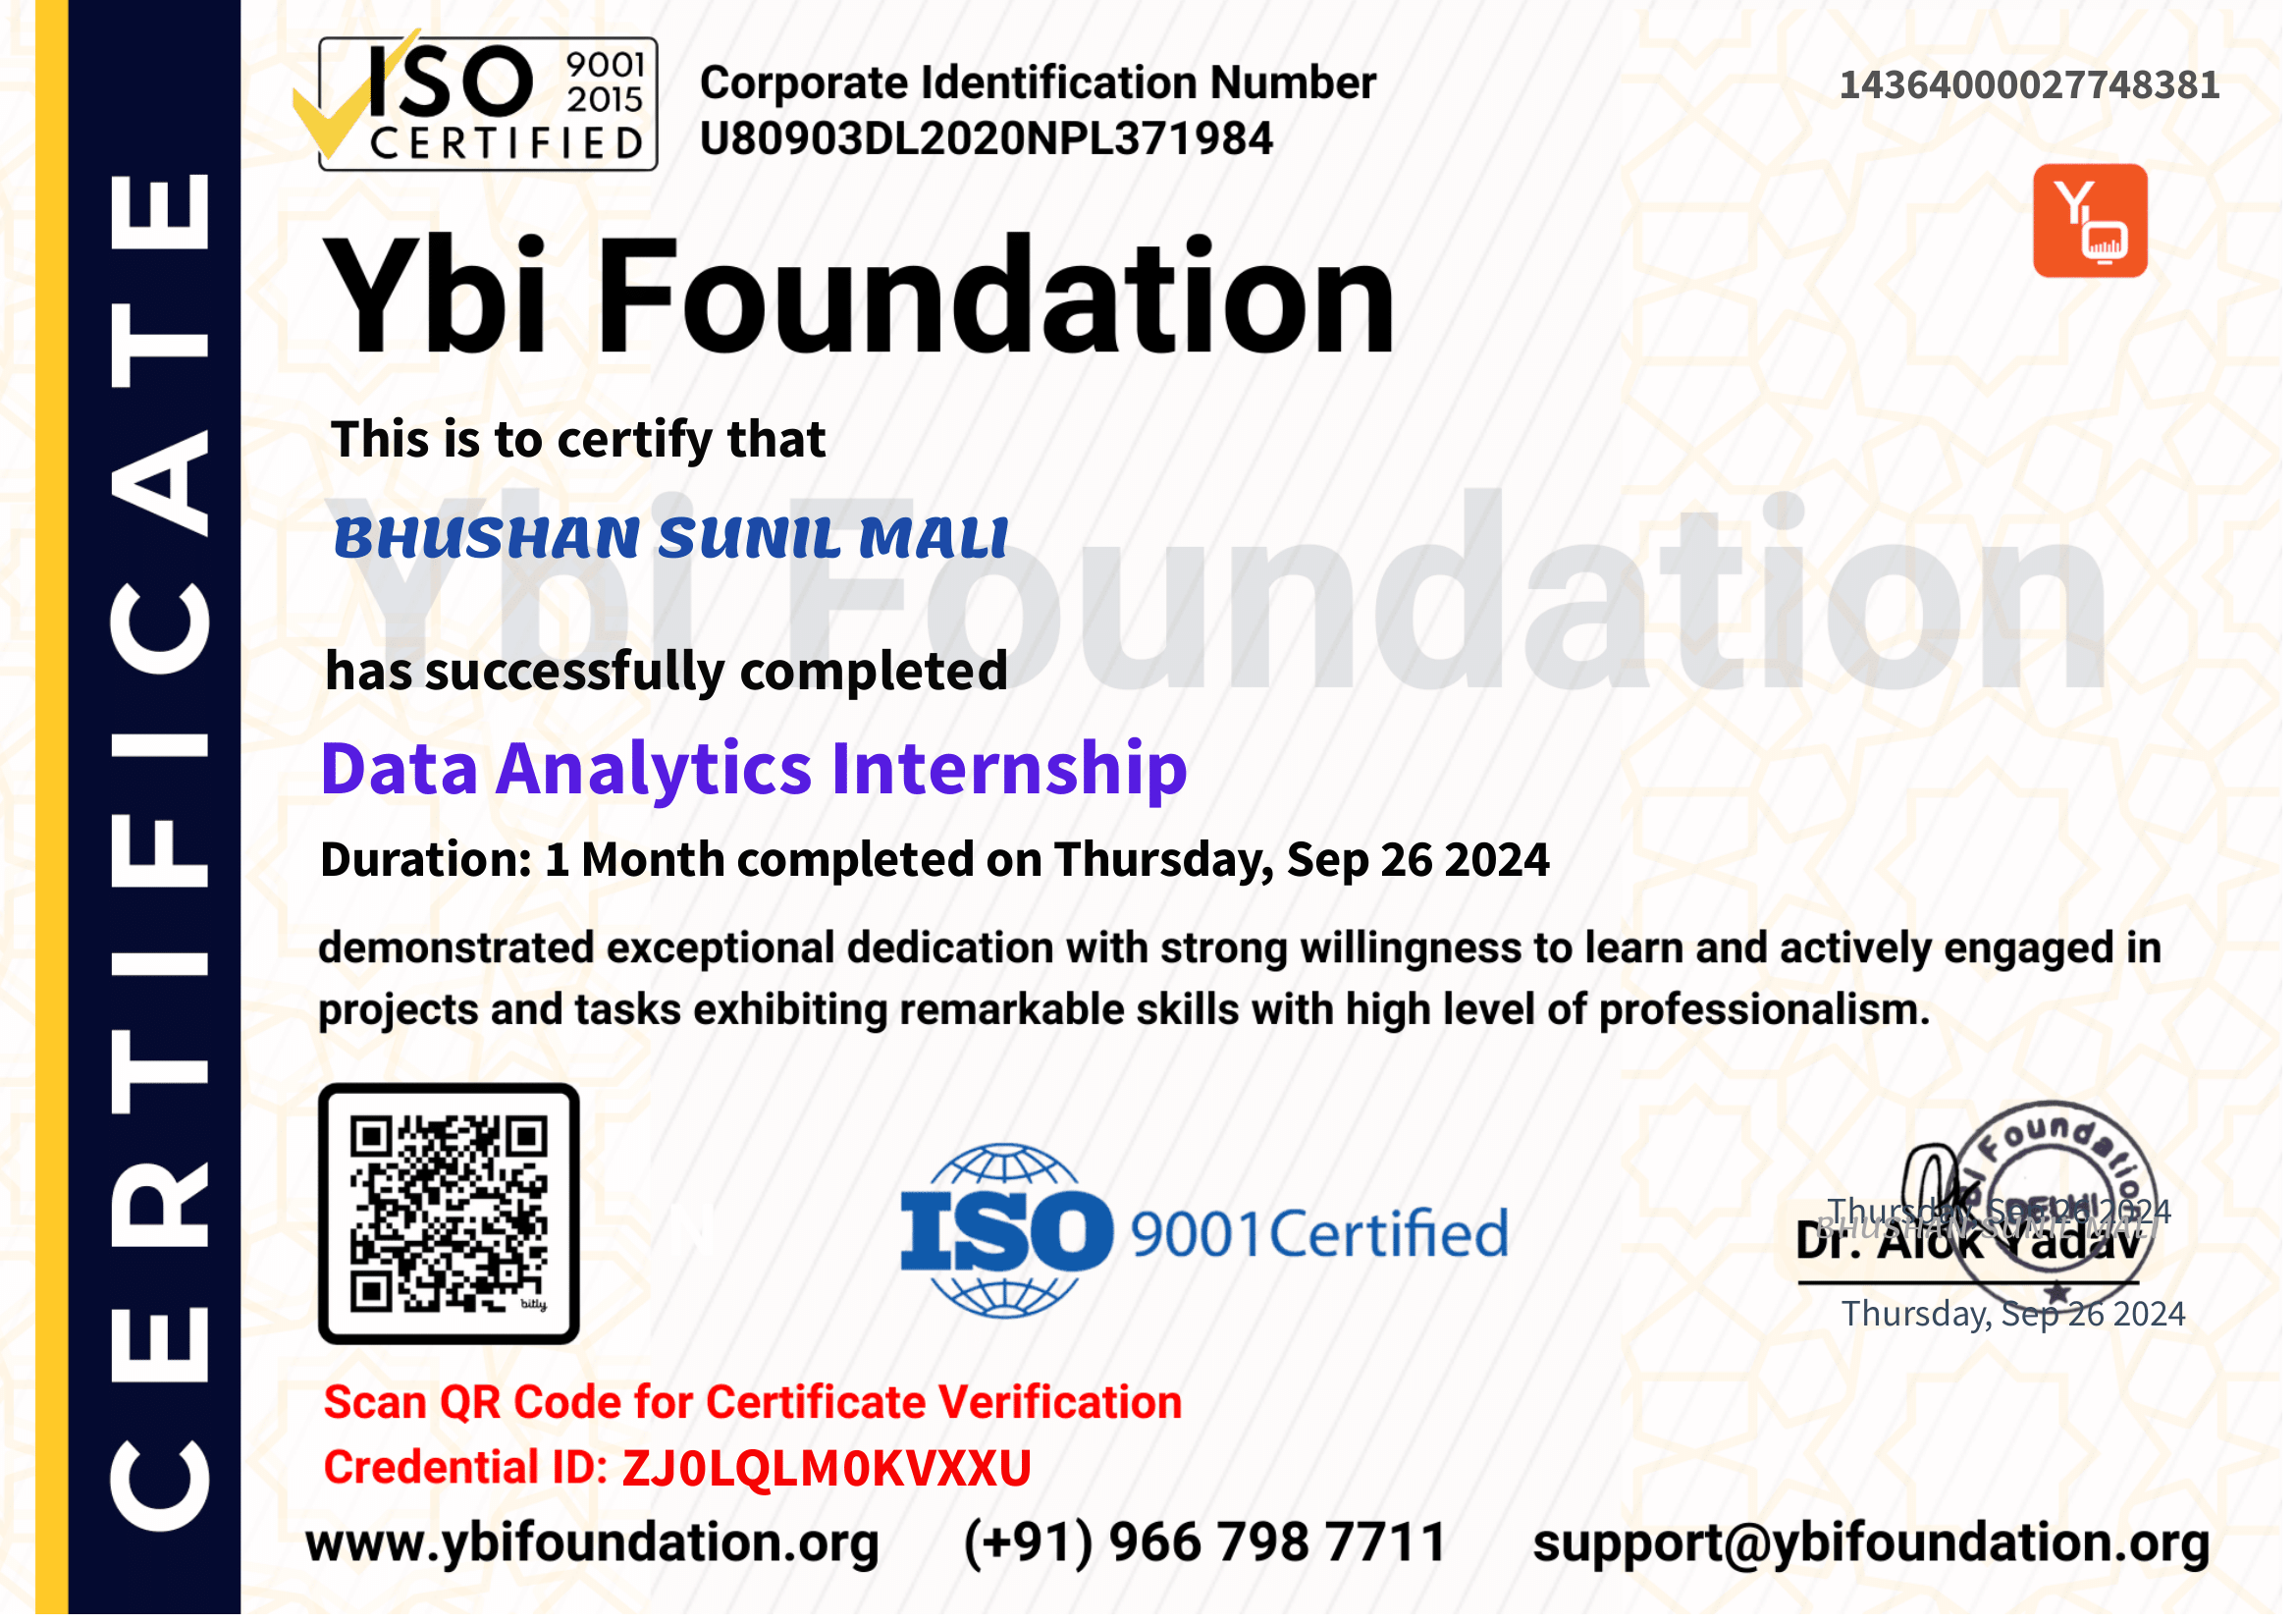 CERTIFICATE
ISO 9001
2015
CERTIFIED
Corporate Identification Number
U80903DL2020NPL371984
14364000027748381
Yb
Ybi Foundation
This is to certify that
Ybi Foundation
BHUSHAN SUNIL MALI
has successfully completed
Data Analytics Internship
Duration: 1 Month completed on Thursday, Sep 26 2024
demonstrated exceptional dedication with strong willingness to learn and actively engaged in
projects and tasks exhibiting remarkable skills with high level of professionalism.
bitly
ISO 9001Certified
Ybi Foundation
DELHI
Thursday, Sep 26 2024
BHUSHAN SUNIL MALI
Dr. Alok Yadav
Thursday, Sep 26 2024
Scan QR Code for Certificate Verification
Credential ID: ZJ0LQLM0KVXXU
www.ybifoundation.org (+91) 966 798 7711 support@ybifoundation.org